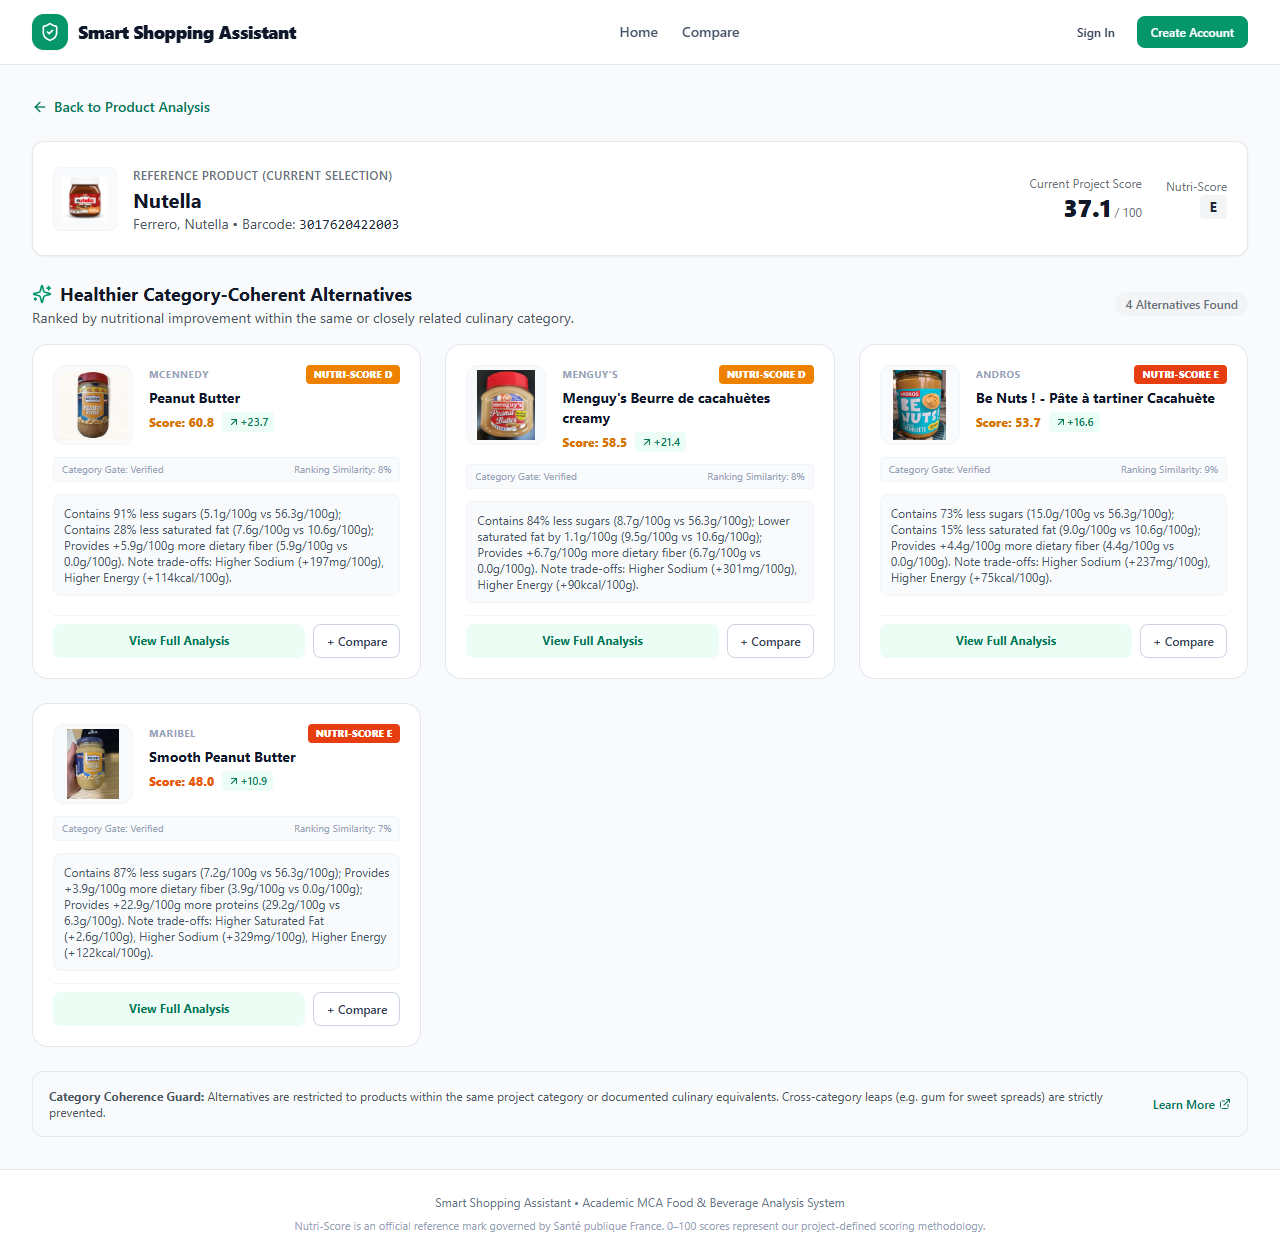 Smart Shopping Assistant
Home
Compare
Sign In
Create Account
Back to Product Analysis
REFERENCE PRODUCT (CURRENT SELECTION)
Nutella
Ferrero, Nutella • Barcode: 3017620422003
Current Project Score
37.1 / 100
Nutri-Score
E
Healthier Category-Coherent Alternatives
Ranked by nutritional improvement within the same or closely related culinary category.
4 Alternatives Found
MCENNEDY
NUTRI-SCORE D
Peanut Butter
Score: 60.8
+23.7
Category Gate: Verified
Ranking Similarity: 8%
Contains 91% less sugars (5.1g/100g vs 56.3g/100g);
Contains 28% less saturated fat (7.6g/100g vs 10.6g/100g);
Provides +5.9g/100g more dietary fiber (5.9g/100g vs
0.0g/100g). Note trade-offs: Higher Sodium (+197mg/100g),
Higher Energy (+114kcal/100g).
View Full Analysis
+ Compare
MENGUY'S
NUTRI-SCORE D
Menguy's Beurre de cacahuètes
creamy
Score: 58.5
+21.4
Category Gate: Verified
Ranking Similarity: 8%
Contains 84% less sugars (8.7g/100g vs 56.3g/100g); Lower
saturated fat by 1.1g/100g (9.5g/100g vs 10.6g/100g);
Provides +6.7g/100g more dietary fiber (6.7g/100g vs
0.0g/100g). Note trade-offs: Higher Sodium (+301mg/100g),
Higher Energy (+90kcal/100g).
View Full Analysis
+ Compare
ANDROS
BE
NUTS!
ANDROS
NUTRI-SCORE E
Be Nuts ! - Pâte à tartiner Cacahuète
Score: 53.7
+16.6
Category Gate: Verified
Ranking Similarity: 9%
Contains 73% less sugars (15.0g/100g vs 56.3g/100g);
Contains 15% less saturated fat (9.0g/100g vs 10.6g/100g);
Provides +4.4g/100g more dietary fiber (4.4g/100g vs
0.0g/100g). Note trade-offs: Higher Sodium (+237mg/100g),
Higher Energy (+75kcal/100g).
View Full Analysis
+ Compare
MARIBEL
NUTRI-SCORE E
Smooth Peanut Butter
Score: 48.0
+10.9
Category Gate: Verified
Ranking Similarity: 7%
Contains 87% less sugars (7.2g/100g vs 56.3g/100g); Provides
+3.9g/100g more dietary fiber (3.9g/100g vs 0.0g/100g);
Provides +22.9g/100g more proteins (29.2g/100g vs
6.3g/100g). Note trade-offs: Higher Saturated Fat
(+2.6g/100g), Higher Sodium (+329mg/100g), Higher Energy
(+122kcal/100g).
View Full Analysis
+ Compare
Category Coherence Guard: Alternatives are restricted to products within the same project category or documented culinary equivalents. Cross-category leaps (e.g. gum for sweet spreads) are strictly
prevented.
Learn More
Smart Shopping Assistant • Academic MCA Food & Beverage Analysis System
Nutri-Score is an official reference mark governed by Santé publique France. 0–100 scores represent our project-defined scoring methodology.